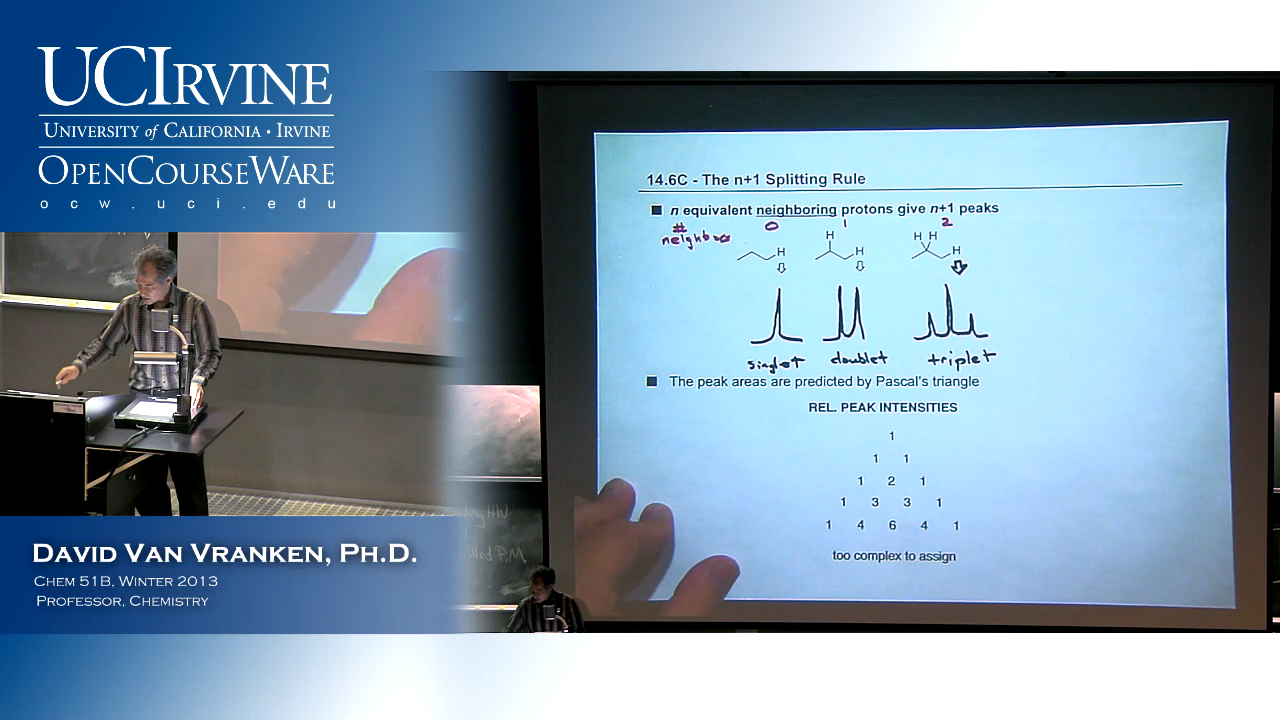 UCIRVINE
UNIVERSITY of CALIFORNIA · IRVINE
OPENCOURSEWARE
ocw.uci.edu
14.6C - The n+1 Splitting Rule
n equivalent neighboring protons give n+1 peaks
# 0 1 2
neighbors
H H H H H H
singlet doublet triplet
The peak areas are predicted by Pascal's triangle
REL. PEAK INTENSITIES
1
1 1
1 2 1
1 3 3 1
1 4 6 4 1
too complex to assign
DAVID VAN VRANKEN, PH.D.
CHEM 51B, WINTER 2013
PROFESSOR, CHEMISTRY